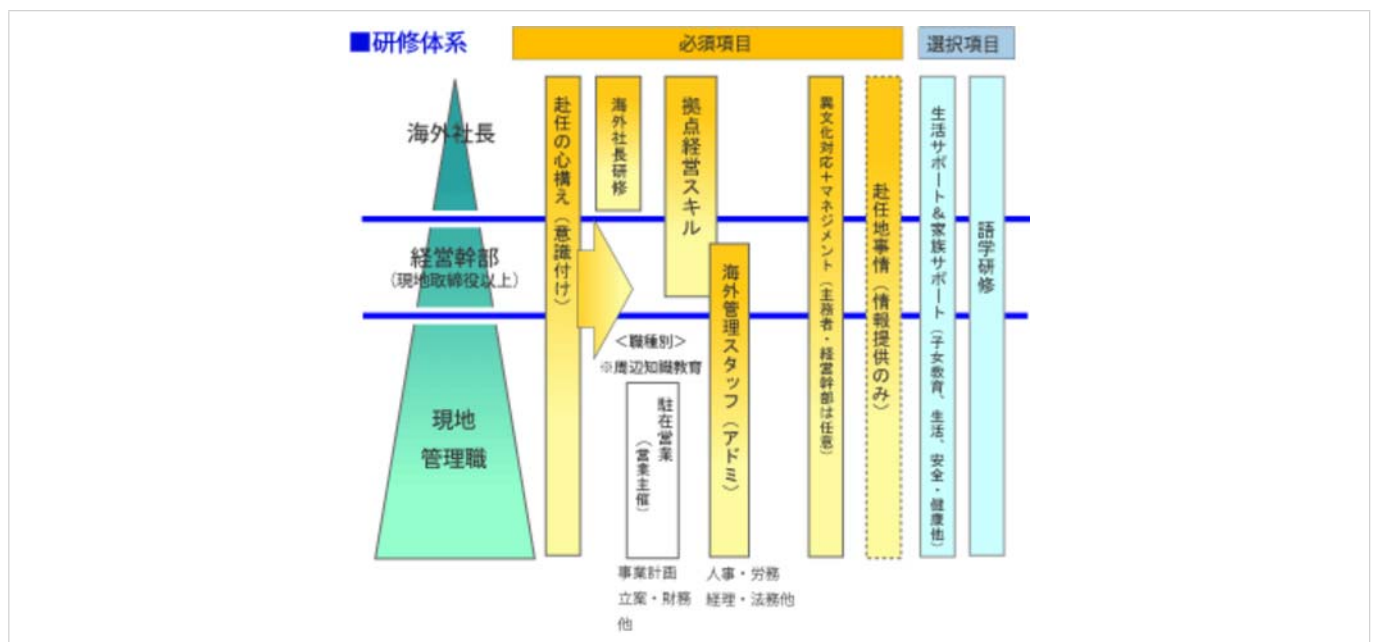 ■研修体系
必須項目
選択項目
海外社長
経営幹部
（現地取締役以上）
現地
管理職
赴任の心構え（意識付け）
海外社長研修
拠点経営スキル
＜職種別＞
※周辺知識教育
駐在営業
（営業主催）
海外管理スタッフ（アドミ）
異文化対応＋マネジメント（主務者・経営幹部は任意）
赴任地事情（情報提供のみ）
生活サポート＆家族サポート（子女教育、生活、安全・健康他）
語学研修
事業計画
立案・財務
他
人事・労務
経理・法務他